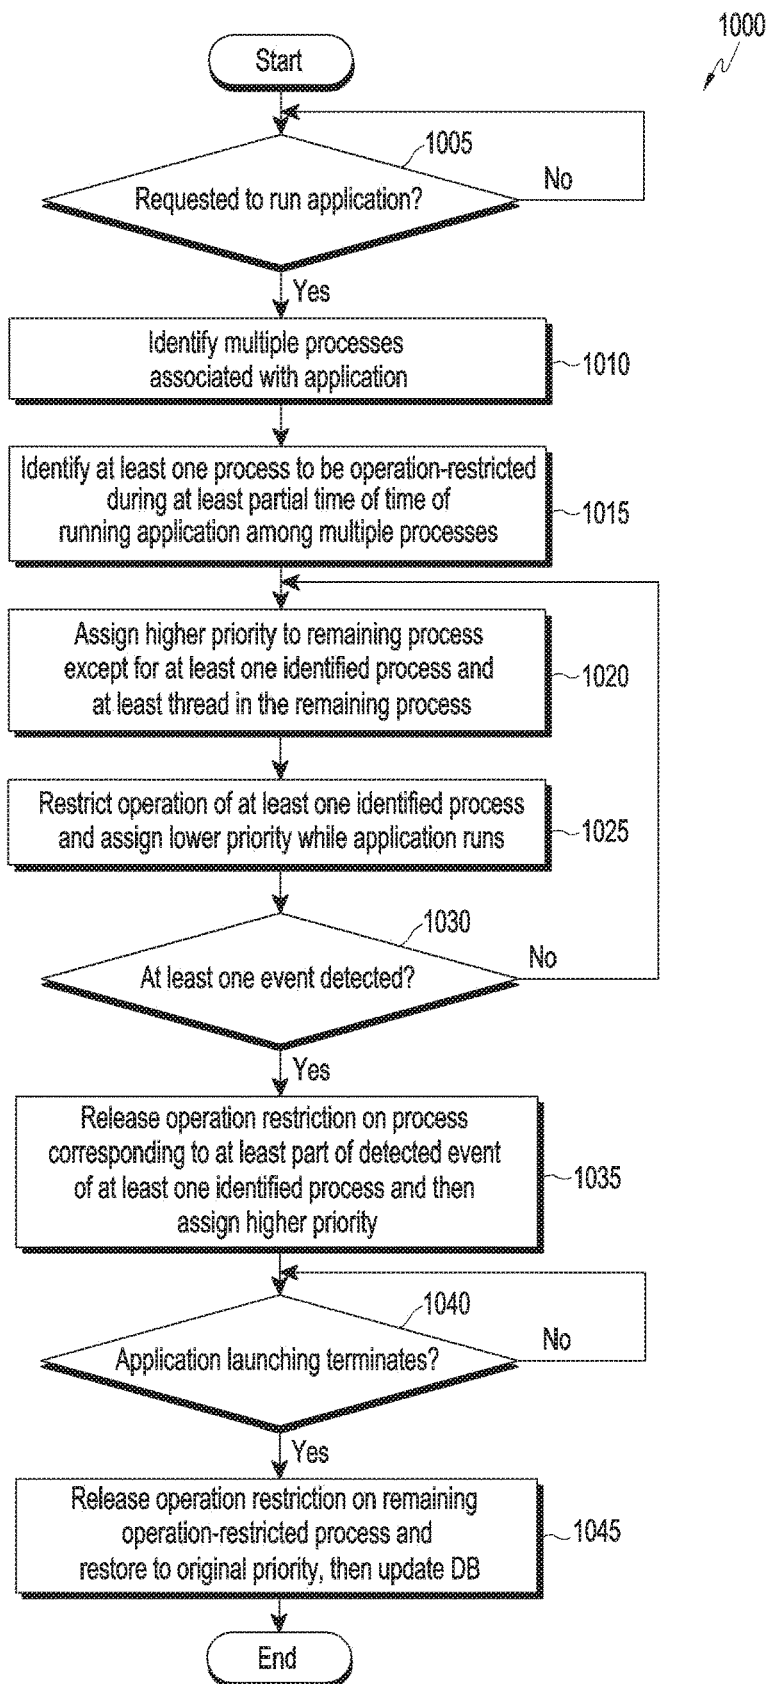 1000
Start
1005
Requested to run application?
No
Yes
Identify multiple processes
associated with application
1010
Identify at least one process to be operation-restricted
during at least partial time of time of
running application among multiple processes
1015
Assign higher priority to remaining process
except for at least one identified process and
at least thread in the remaining process
1020
Restrict operation of at least one identified process
and assign lower priority while application runs
1025
1030
At least one event detected?
No
Yes
Release operation restriction on process
corresponding to at least part of detected event
of at least one identified process and then
assign higher priority
1035
1040
Application launching terminates?
No
Yes
Release operation restriction on remaining
operation-restricted process and
restore to original priority, then update DB
1045
End